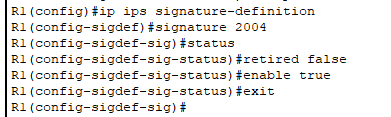 R1(config)#ip ips signature-definition
R1(config-sigdef)#signature 2004
R1(config-sigdef-sig)#status
R1(config-sigdef-sig-status)#retired false
R1(config-sigdef-sig-status)#enable true
R1(config-sigdef-sig-status)#exit
R1(config-sigdef-sig)#